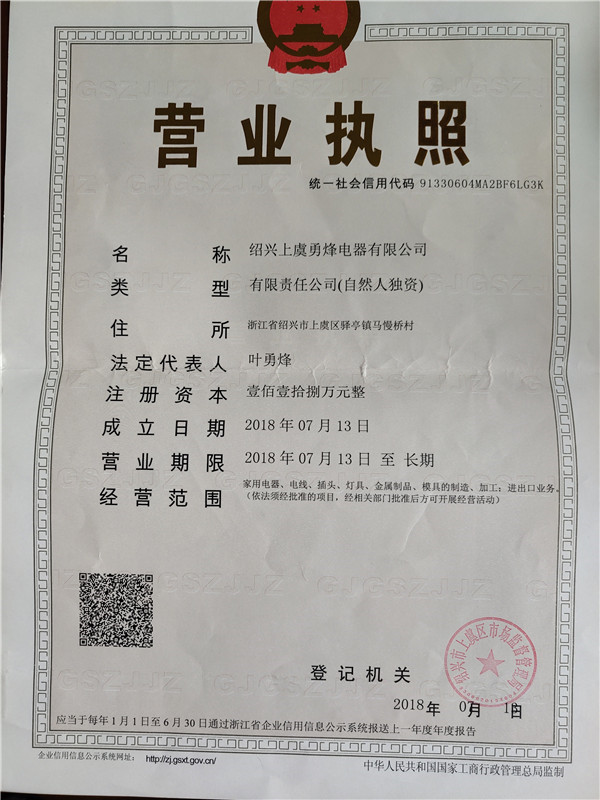 营业执照
统一社会信用代码 91330604MA2BF6LG3K
名称 绍兴上虞勇烽电器有限公司
类型 有限责任公司(自然人独资)
住所 浙江省绍兴市上虞区驿亭镇马慢桥村
法定代表人 叶勇烽
注册资本 壹佰壹拾捌万元整
成立日期 2018年07月13日
营业期限 2018年07月13日 至 长期
经营范围 家用电器、电线、插头、灯具、金属制品、模具的制造、加工；进出口业务。
（依法须经批准的项目，经相关部门批准后方可开展经营活动）
绍兴市上虞区市场监督管理局
登记机关
2018年 07月 日
应当于每年1月1日至6月30日通过浙江省企业信用信息公示系统报送上一年度年度报告
企业信用信息公示系统网址： http://zj.gsxt.gov.cn/
中华人民共和国国家工商行政管理总局监制